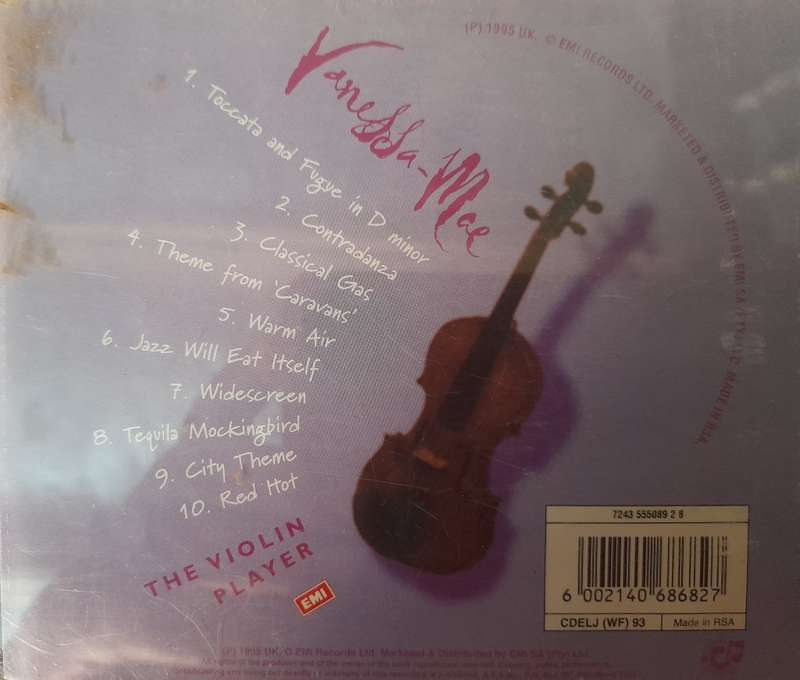 Vanessa-Mae
(P) 1995 UK. © EMI RECORDS LTD. MARKETED & DISTRIBUTED BY EMI SA (PTY) LTD. MADE IN RSA.
1. Toccata and Fugue in D minor
2. Contradanza
3. Classical Gas
4. Theme from 'Caravans'
5. Warm Air
6. Jazz Will Eat Itself
7. Widescreen
8. Tequila Mockingbird
9. City Theme
10. Red Hot
THE VIOLIN
PLAYER
EMI
7243 555089 2 8
6 002140 686827
CDELJ (WF) 93
Made in RSA
(P) 1995 UK. © EMI Records Ltd. Marketed & Distributed by EMI SA (Pty) Ltd.